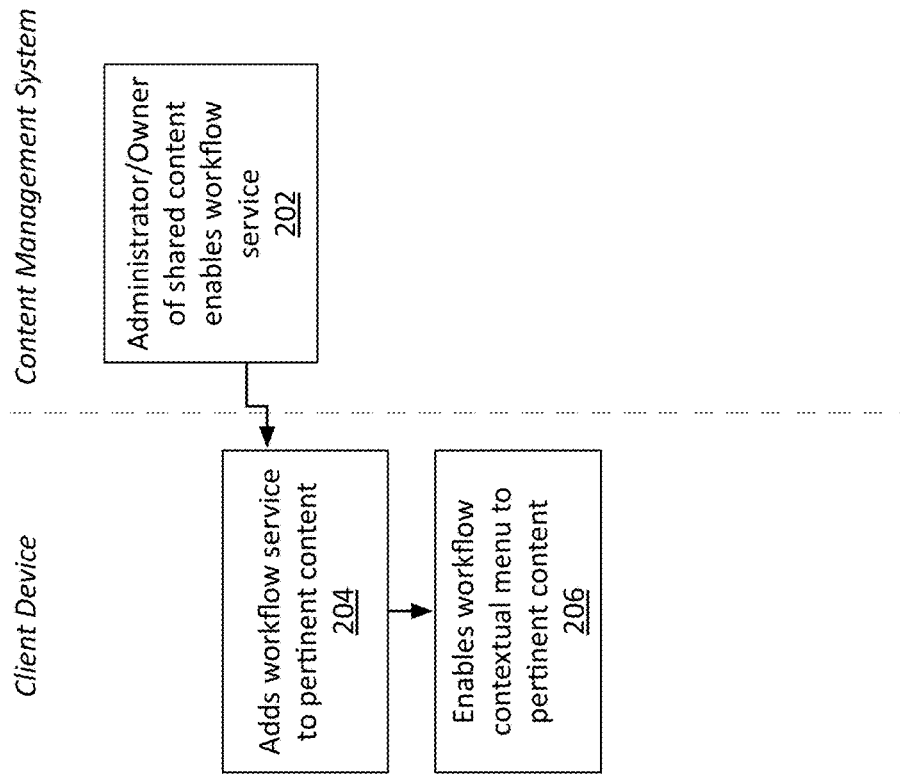 Client Device
Content Management System
Administrator/Owner
of shared content
enables workflow
service
202
Adds workflow service
to pertinent content
204
Enables workflow
contextual menu to
pertinent content
206